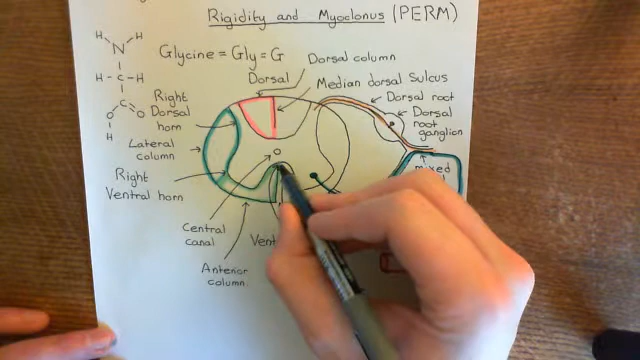 Rigidity and Myoclonus (PERM)
Glycine = Gly = G
Dorsal column
Dorsal
Median dorsal Sulcus
Right
Dorsal
horn
Dorsal root
Dorsal
root
ganglion
Lateral
column
Right
Ventral horn
mixed
Central
canal
Vent
Anterior
column
H
H
N
H-C-H
C
O
O
H